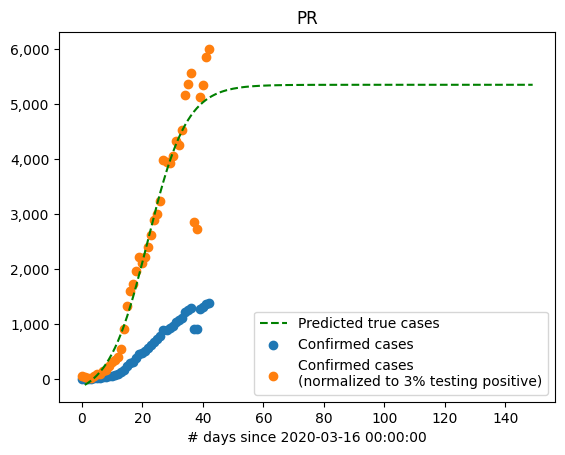 PR
6,000
5,000
4,000
3,000
2,000
1,000
0
Predicted true cases
Confirmed cases
Confirmed cases
(normalized to 3% testing positive)
0 20 40 60 80 100 120 140
# days since 2020-03-16 00:00:00